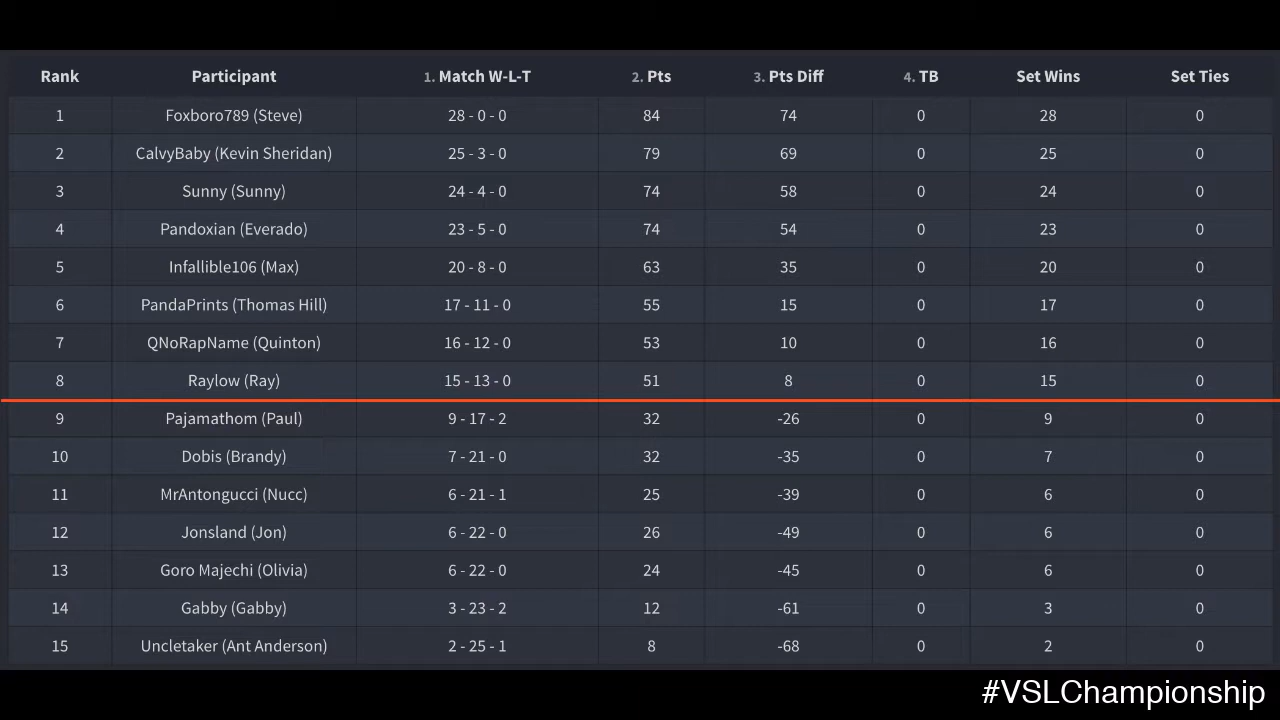 Rank Participant 1. Match W-L-T 2. Pts 3. Pts Diff 4. TB Set Wins Set Ties
1 Foxboro789 (Steve) 28 - 0 - 0 84 74 0 28 0
2 CalvyBaby (Kevin Sheridan) 25 - 3 - 0 79 69 0 25 0
3 Sunny (Sunny) 24 - 4 - 0 74 58 0 24 0
4 Pandoxian (Everado) 23 - 5 - 0 74 54 0 23 0
5 Infallible106 (Max) 20 - 8 - 0 63 35 0 20 0
6 PandaPrints (Thomas Hill) 17 - 11 - 0 55 15 0 17 0
7 QNoRapName (Quinton) 16 - 12 - 0 53 10 0 16 0
8 Raylow (Ray) 15 - 13 - 0 51 8 0 15 0
9 Pajamathom (Paul) 9 - 17 - 2 32 -26 0 9 0
10 Dobis (Brandy) 7 - 21 - 0 32 -35 0 7 0
11 MrAntongucci (Nucc) 6 - 21 - 1 25 -39 0 6 0
12 Jonsland (Jon) 6 - 22 - 0 26 -49 0 6 0
13 Goro Majechi (Olivia) 6 - 22 - 0 24 -45 0 6 0
14 Gabby (Gabby) 3 - 23 - 2 12 -61 0 3 0
15 Uncletaker (Ant Anderson) 2 - 25 - 1 8 -68 0 2 0
#VSLChampionship